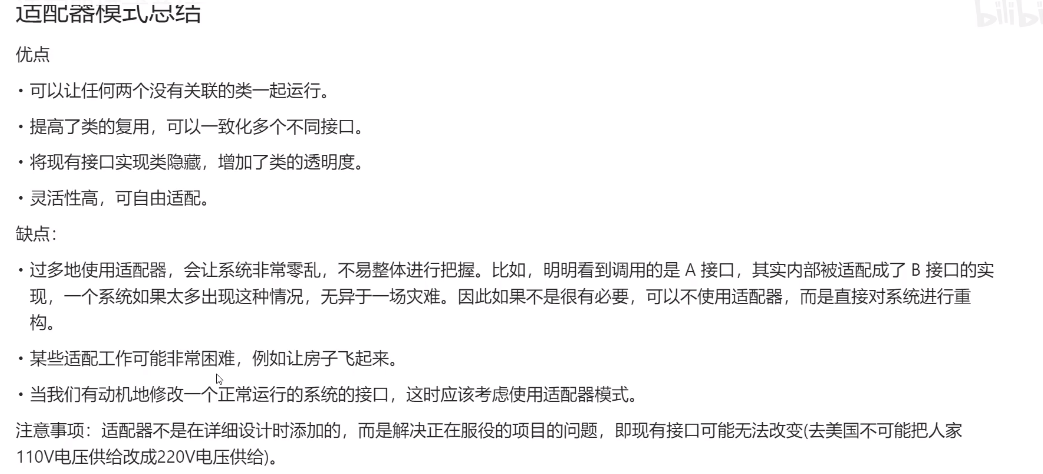 适配器模式总结
bilibi
优点
• 可以让任何两个没有关联的类一起运行。
• 提高了类的复用，可以一致化多个不同接口。
• 将现有接口实现类隐藏，增加了类的透明度。
• 灵活性高，可自由适配。
缺点：
• 过多地使用适配器，会让系统非常零乱，不易整体进行把握。比如，明明看到调用的是 A 接口，其实内部被适配成了 B 接口的实
现，一个系统如果太多出现这种情况，无异于一场灾难。因此如果不是很有必要，可以不使用适配器，而是直接对系统进行重
构。
• 某些适配工作可能非常困难，例如让房子飞起来。
• 当我们有动机地修改一个正常运行的系统的接口，这时应该考虑使用适配器模式。
注意事项：适配器不是在详细设计时添加的，而是解决正在服役的项目的问题，即现有接口可能无法改变(去美国不可能把人家
110V电压供给改成220V电压供给)。